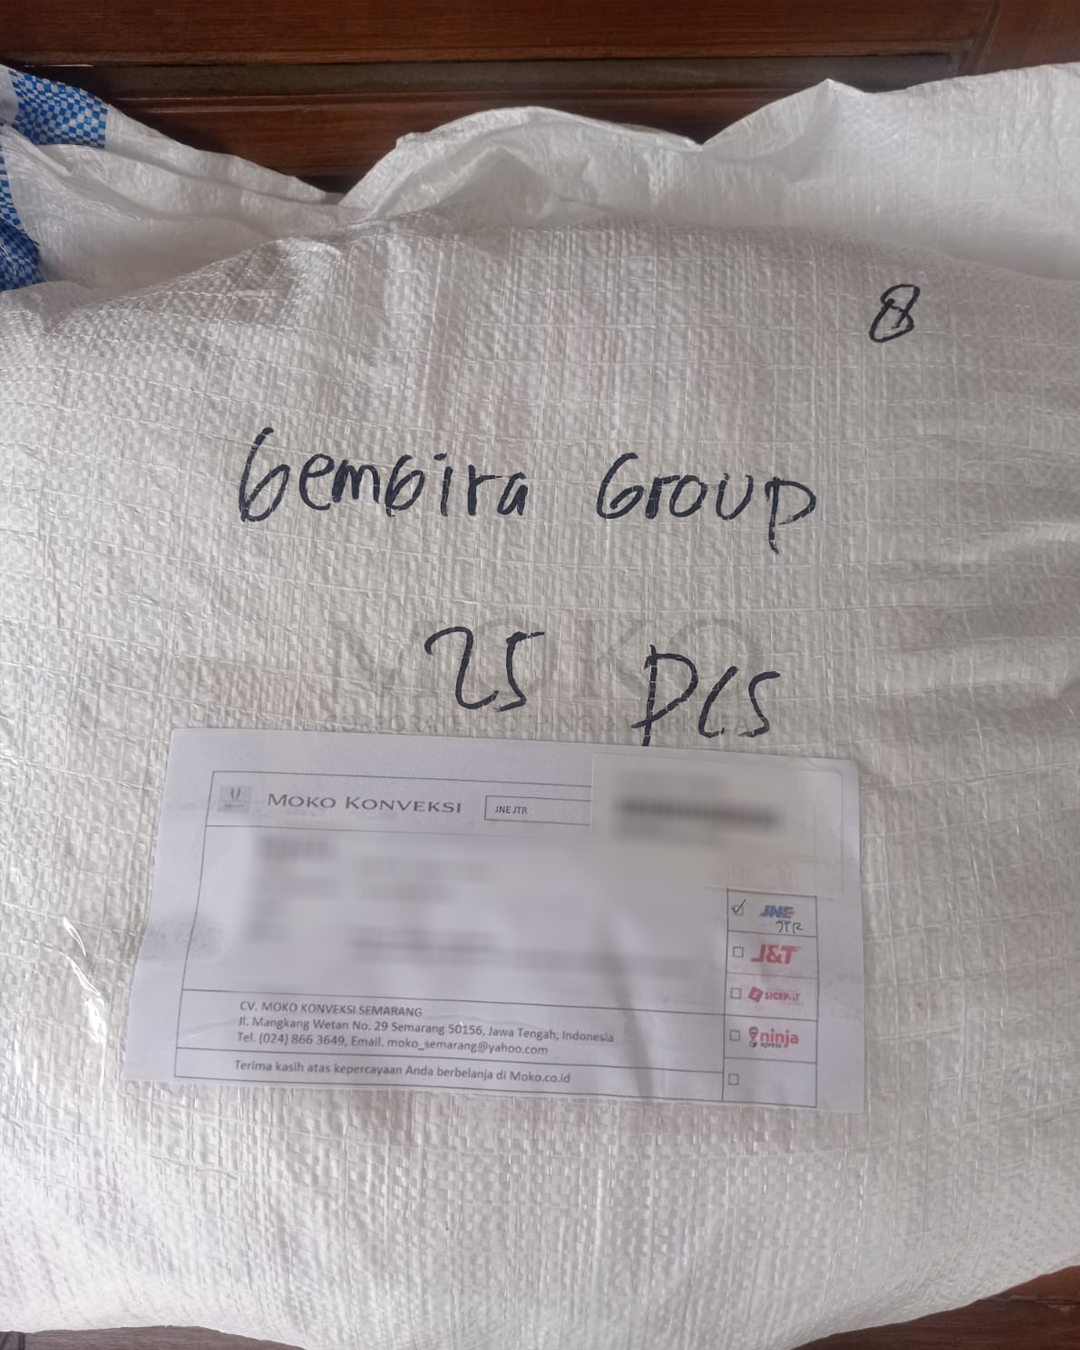 8
Gembira Group
25 PCS
MOKO
MOKO KONVEKSI
JNE JTR
JNE
JTR
J&T
SICEPAT
ninja
xpress
CV. MOKO KONVEKSI SEMARANG
Jl. Mangkang Wetan No. 29 Semarang 50156, Jawa Tengah, Indonesia
Tel. (024) 866 3649, Email. moko_semarang@yahoo.com
Terima kasih atas kepercayaan Anda berbelanja di Moko.co.id